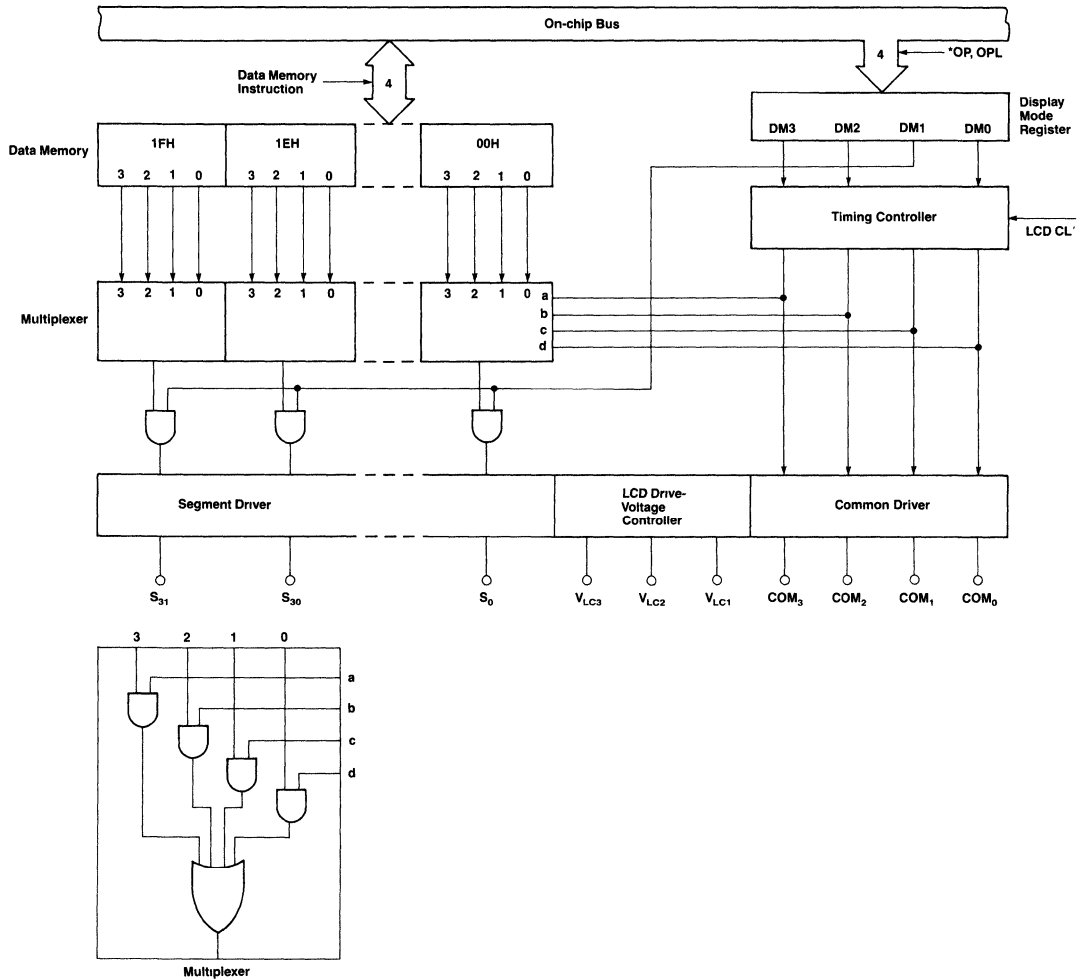 On-chip Bus
4
*OP, OPL
Data Memory
Instruction
4
Display
Mode
Register
DM3 DM2 DM1 DM0
Data Memory
1FH 1EH 00H
3 2 1 0 3 2 1 0 3 2 1 0
Timing Controller
LCD CL
3 2 1 0 3 2 1 0 3 2 1 0
a
b
c
d
Multiplexer
Segment Driver
LCD Drive-
Voltage
Controller
Common Driver
S31 S30 S0 VLC3 VLC2 VLC1 COM3 COM2 COM1 COM0
3 2 1 0
a
b
c
d
Multiplexer